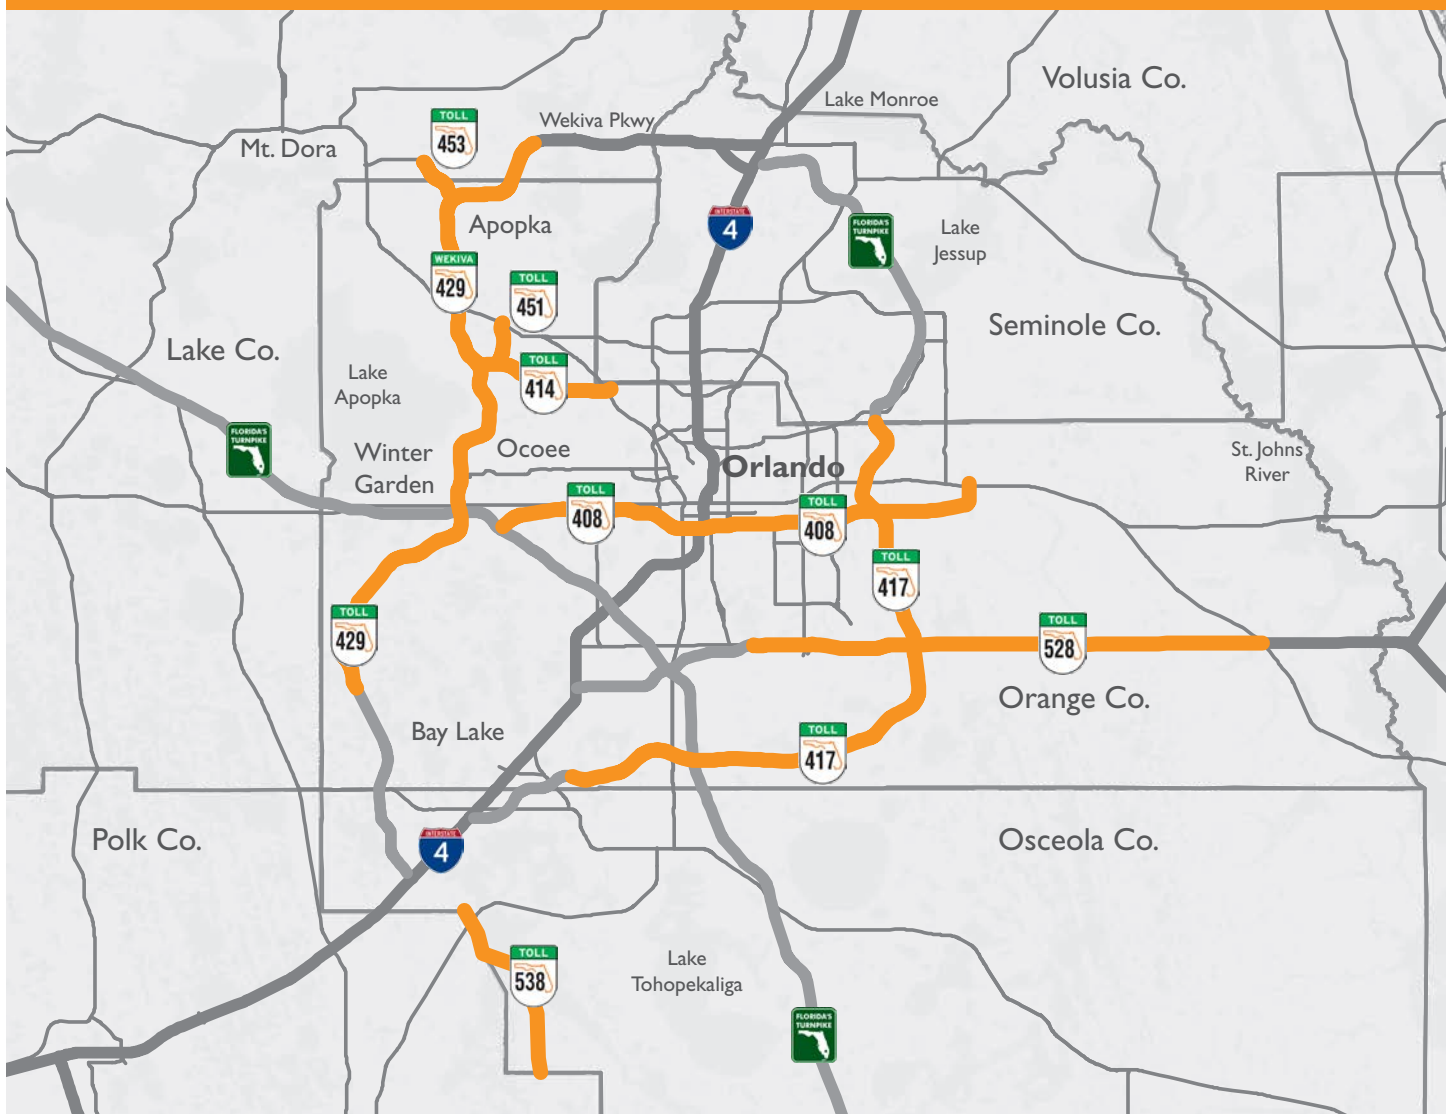 Volusia Co.
Lake Monroe
TOLL
453
Wekiva Pkwy
Mt. Dora
INTERSTATE
4
FLORIDA'S
TURNPIKE
Lake
Jessup
Apopka
WEKIVA
429
TOLL
451
Seminole Co.
Lake Co.
Lake
Apopka
TOLL
414
FLORIDA'S
TURNPIKE
Winter
Garden
Ocoee
Orlando
St. Johns
River
TOLL
408
TOLL
408
TOLL
417
TOLL
429
TOLL
528
Orange Co.
Bay Lake
TOLL
417
Polk Co.
INTERSTATE
4
Osceola Co.
TOLL
538
Lake
Tohopekaliga
FLORIDA'S
TURNPIKE